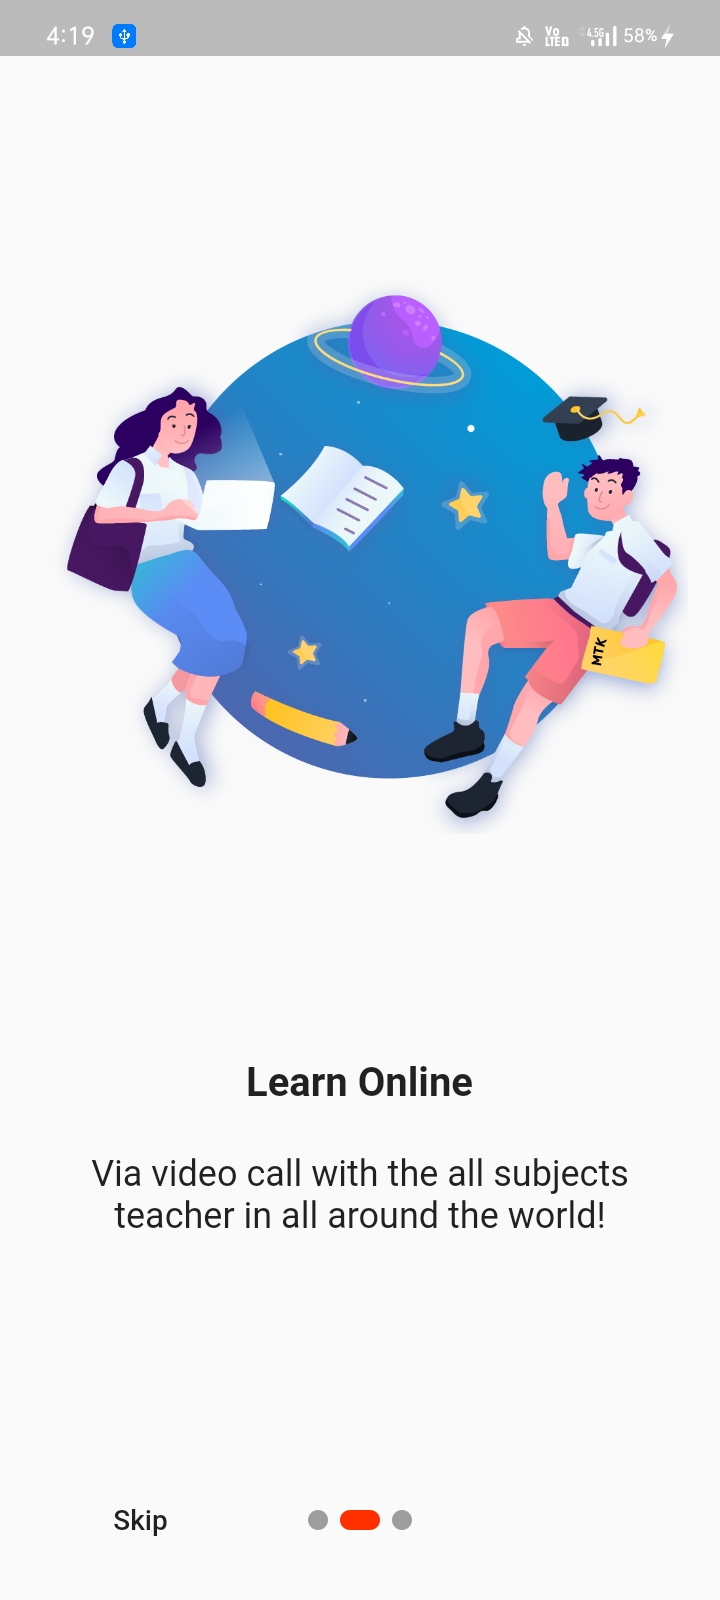 4:19 Vo LTE 4.5G 58%
MTK
Learn Online
Via video call with the all subjects
teacher in all around the world!
Skip